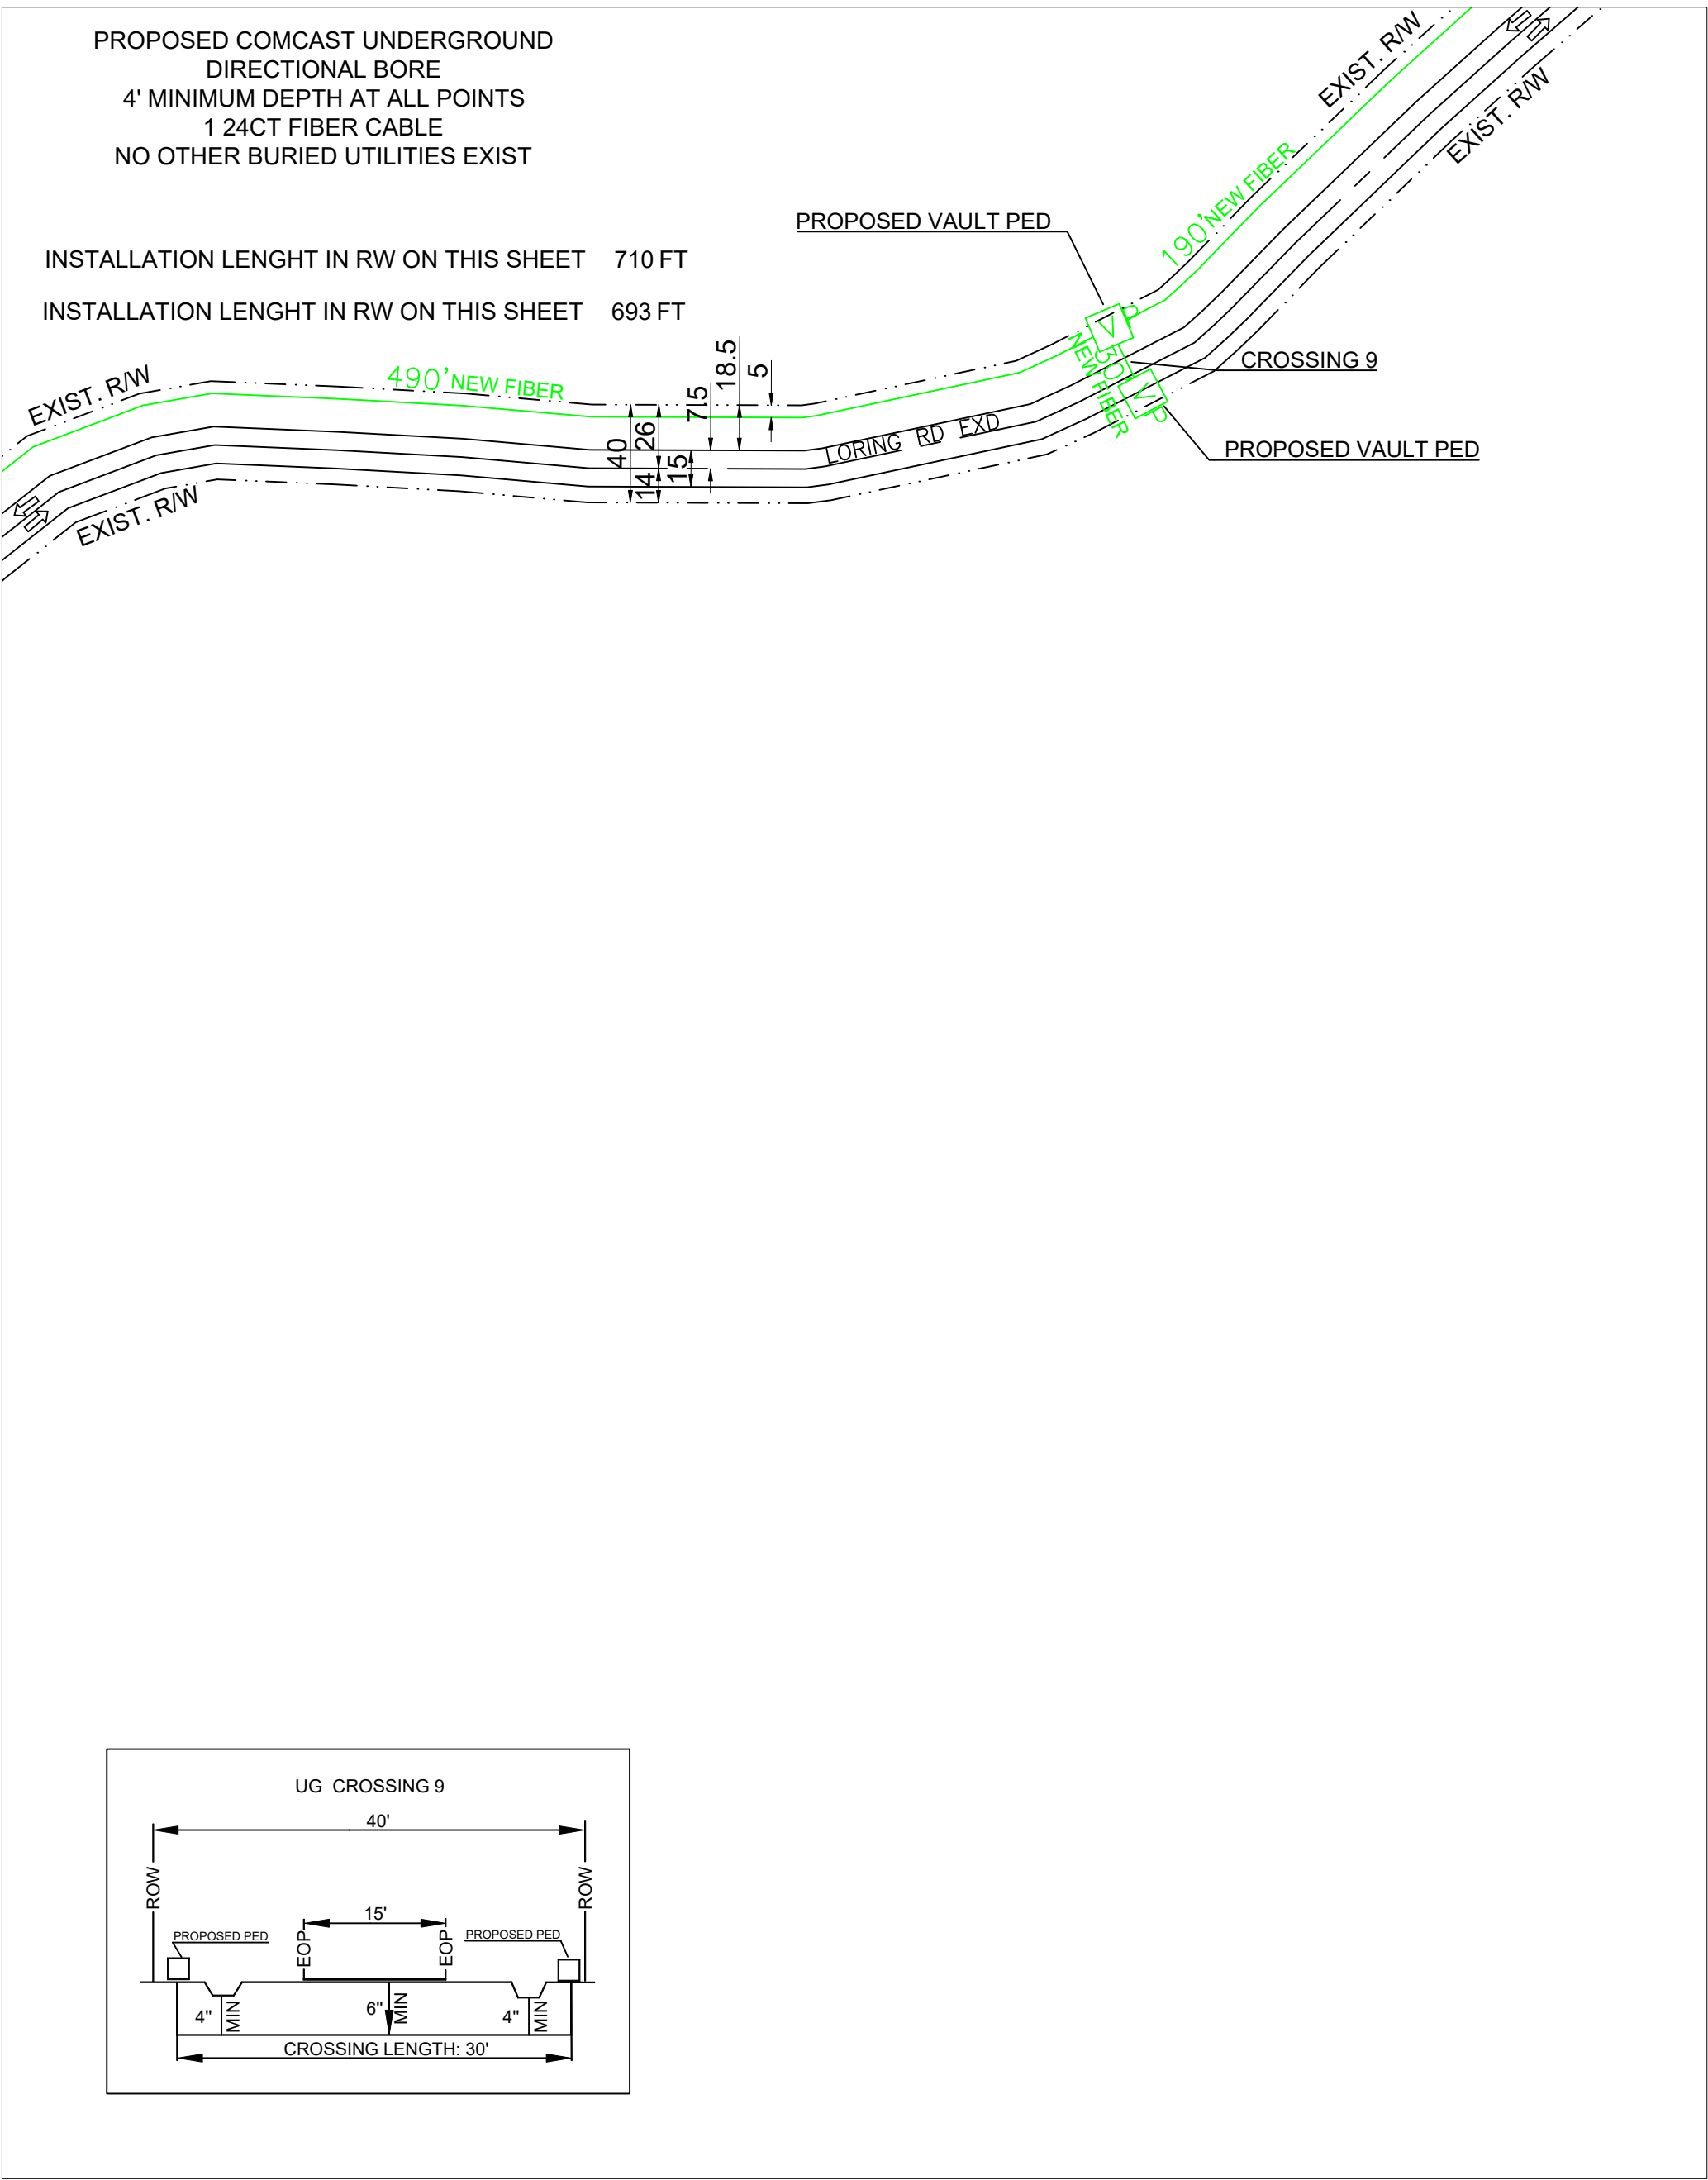 PROPOSED COMCAST UNDERGROUND
DIRECTIONAL BORE
4' MINIMUM DEPTH AT ALL POINTS
1 24CT FIBER CABLE
NO OTHER BURIED UTILITIES EXIST
INSTALLATION LENGHT IN RW ON THIS SHEET 710 FT
INSTALLATION LENGHT IN RW ON THIS SHEET 693 FT
EXIST. R/W
EXIST. R/W
190' NEW FIBER
PROPOSED VAULT PED
V
P
30'
NEW FIBER
V
P
CROSSING 9
PROPOSED VAULT PED
EXIST. R/W
490' NEW FIBER
EXIST. R/W
40
26
14
15
7.5
18.5
5
LORING RD EXD
UG CROSSING 9
40'
ROW
ROW
15'
PROPOSED PED
EOP
EOP
PROPOSED PED
4"
MIN
6"
MIN
4"
MIN
CROSSING LENGTH: 30'